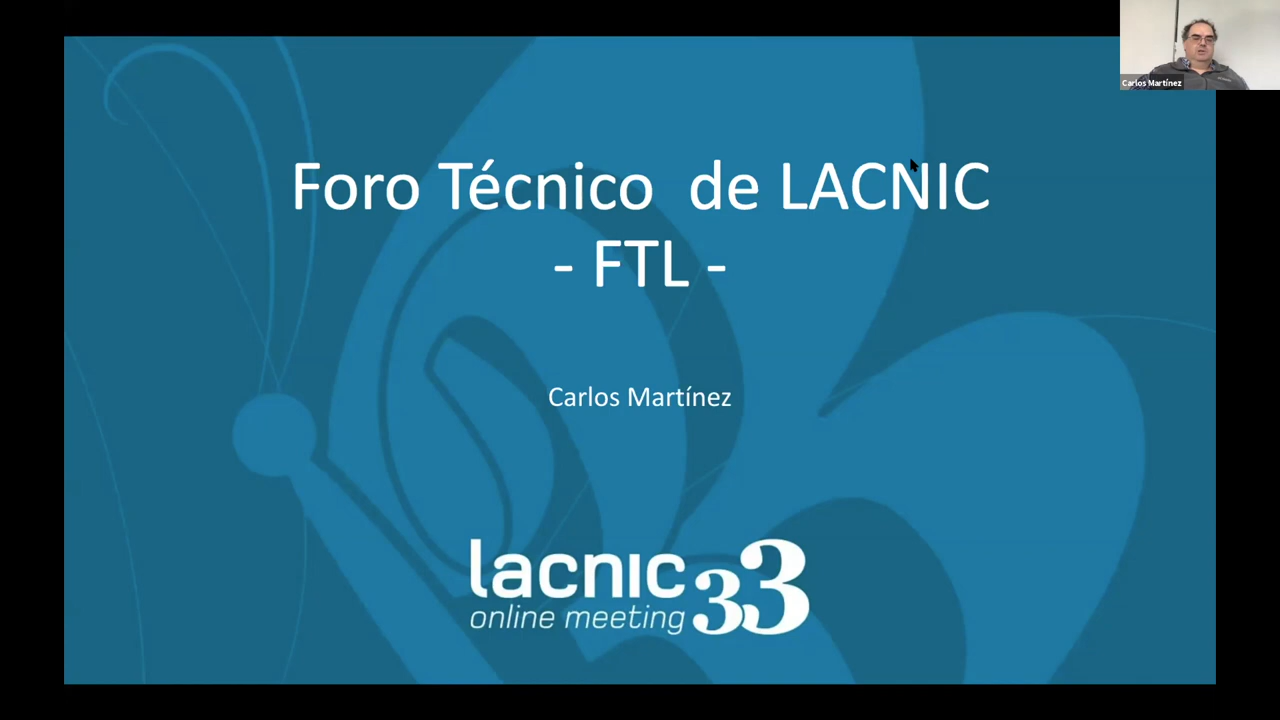 Carlos Martínez
Foro Técnico  de LACNIC
- FTL -
Carlos Martínez
lacnic 33
online meeting